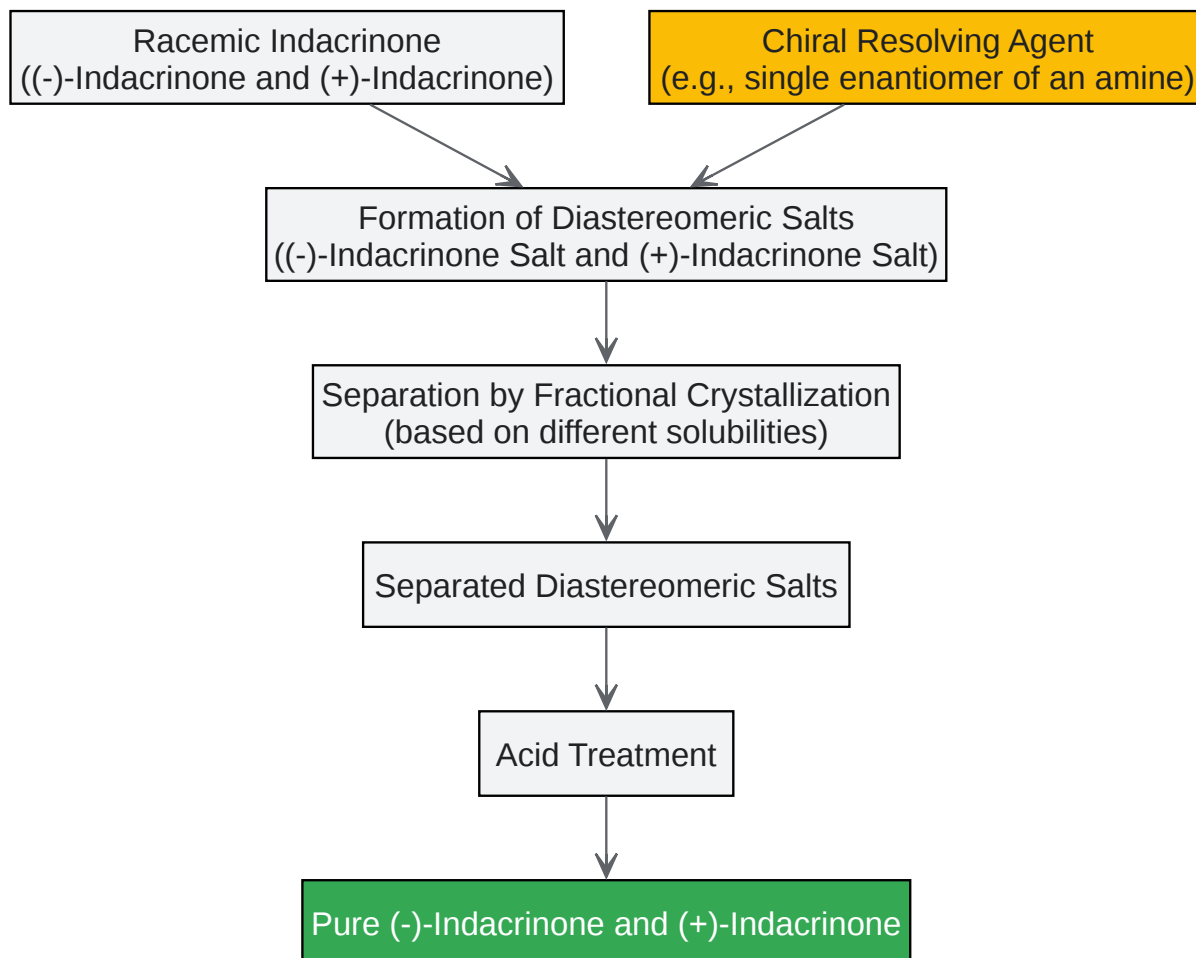 Racemic Indacrinone
((-)-Indacrinone and (+)-Indacrinone)
Chiral Resolving Agent
(e.g., single enantiomer of an amine)
Formation of Diastereomeric Salts
((-)-Indacrinone Salt and (+)-Indacrinone Salt)
Separation by Fractional Crystallization
(based on different solubilities)
Separated Diastereomeric Salts
Acid Treatment
Pure (-)-Indacrinone and (+)-Indacrinone